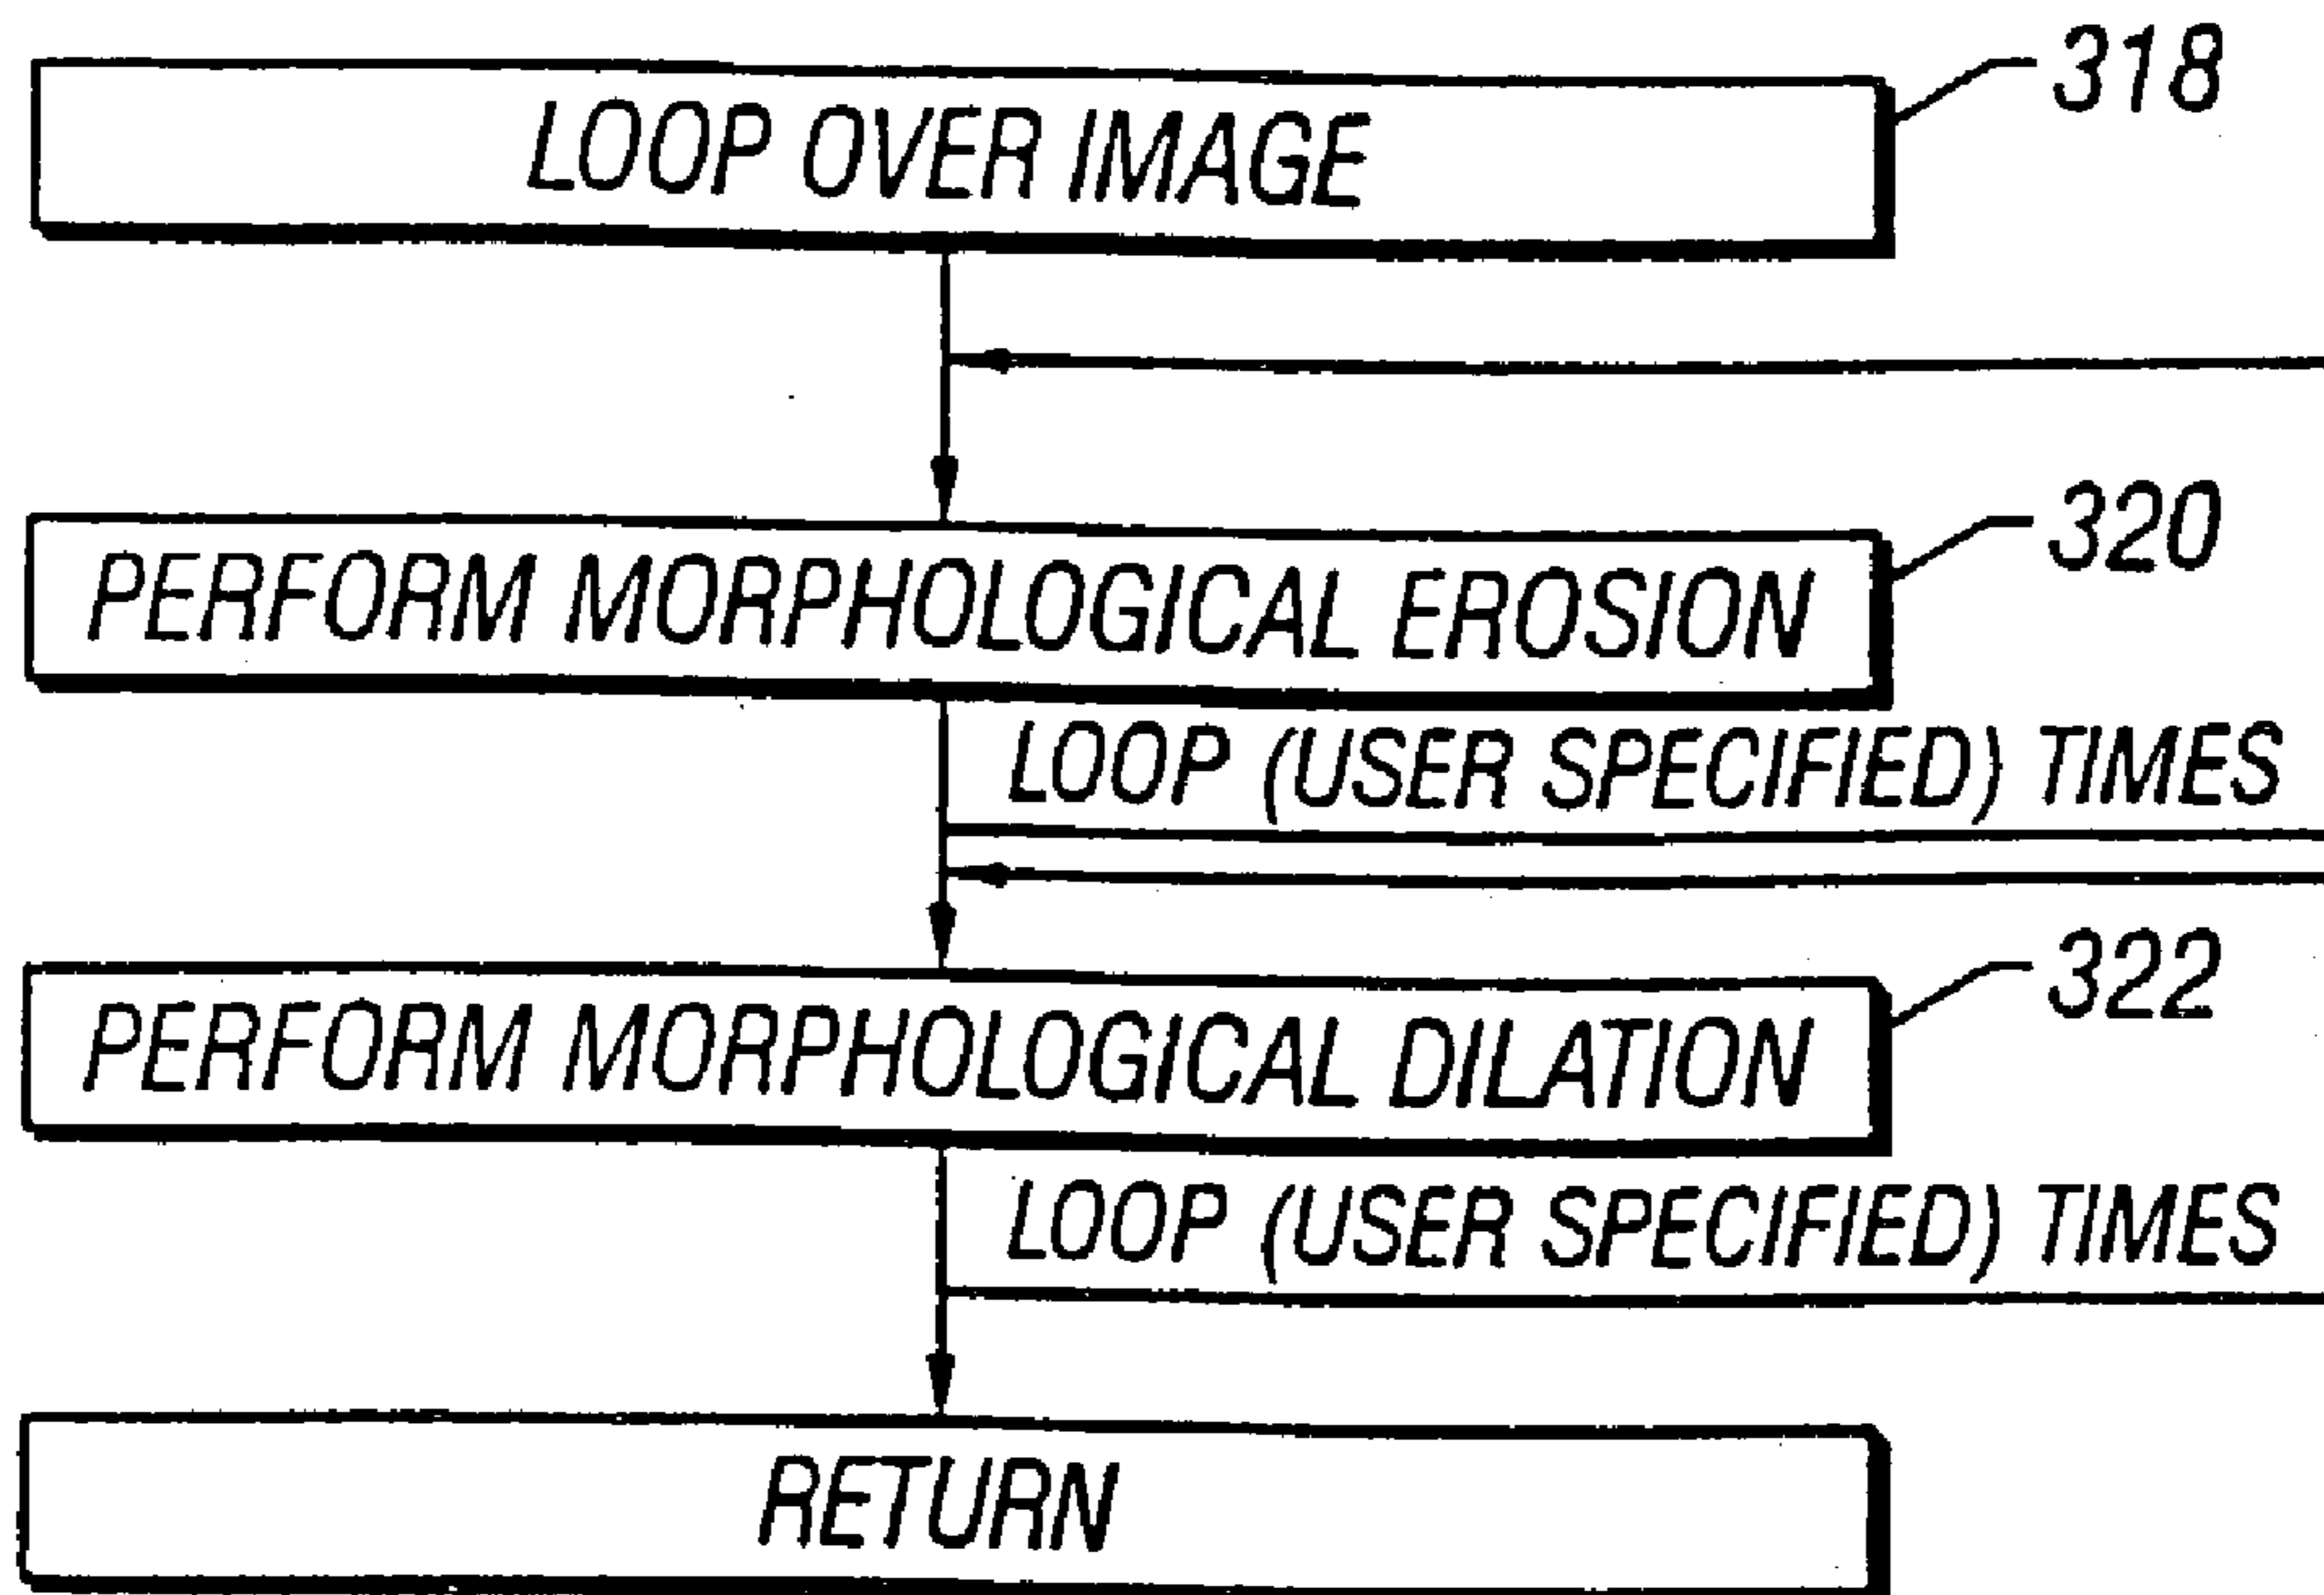 LOOP OVER IMAGE
318
PERFORM MORPHOLOGICAL EROSION
320
LOOP (USER SPECIFIED) TIMES
PERFORM MORPHOLOGICAL DILATION
322
LOOP (USER SPECIFIED) TIMES
RETURN